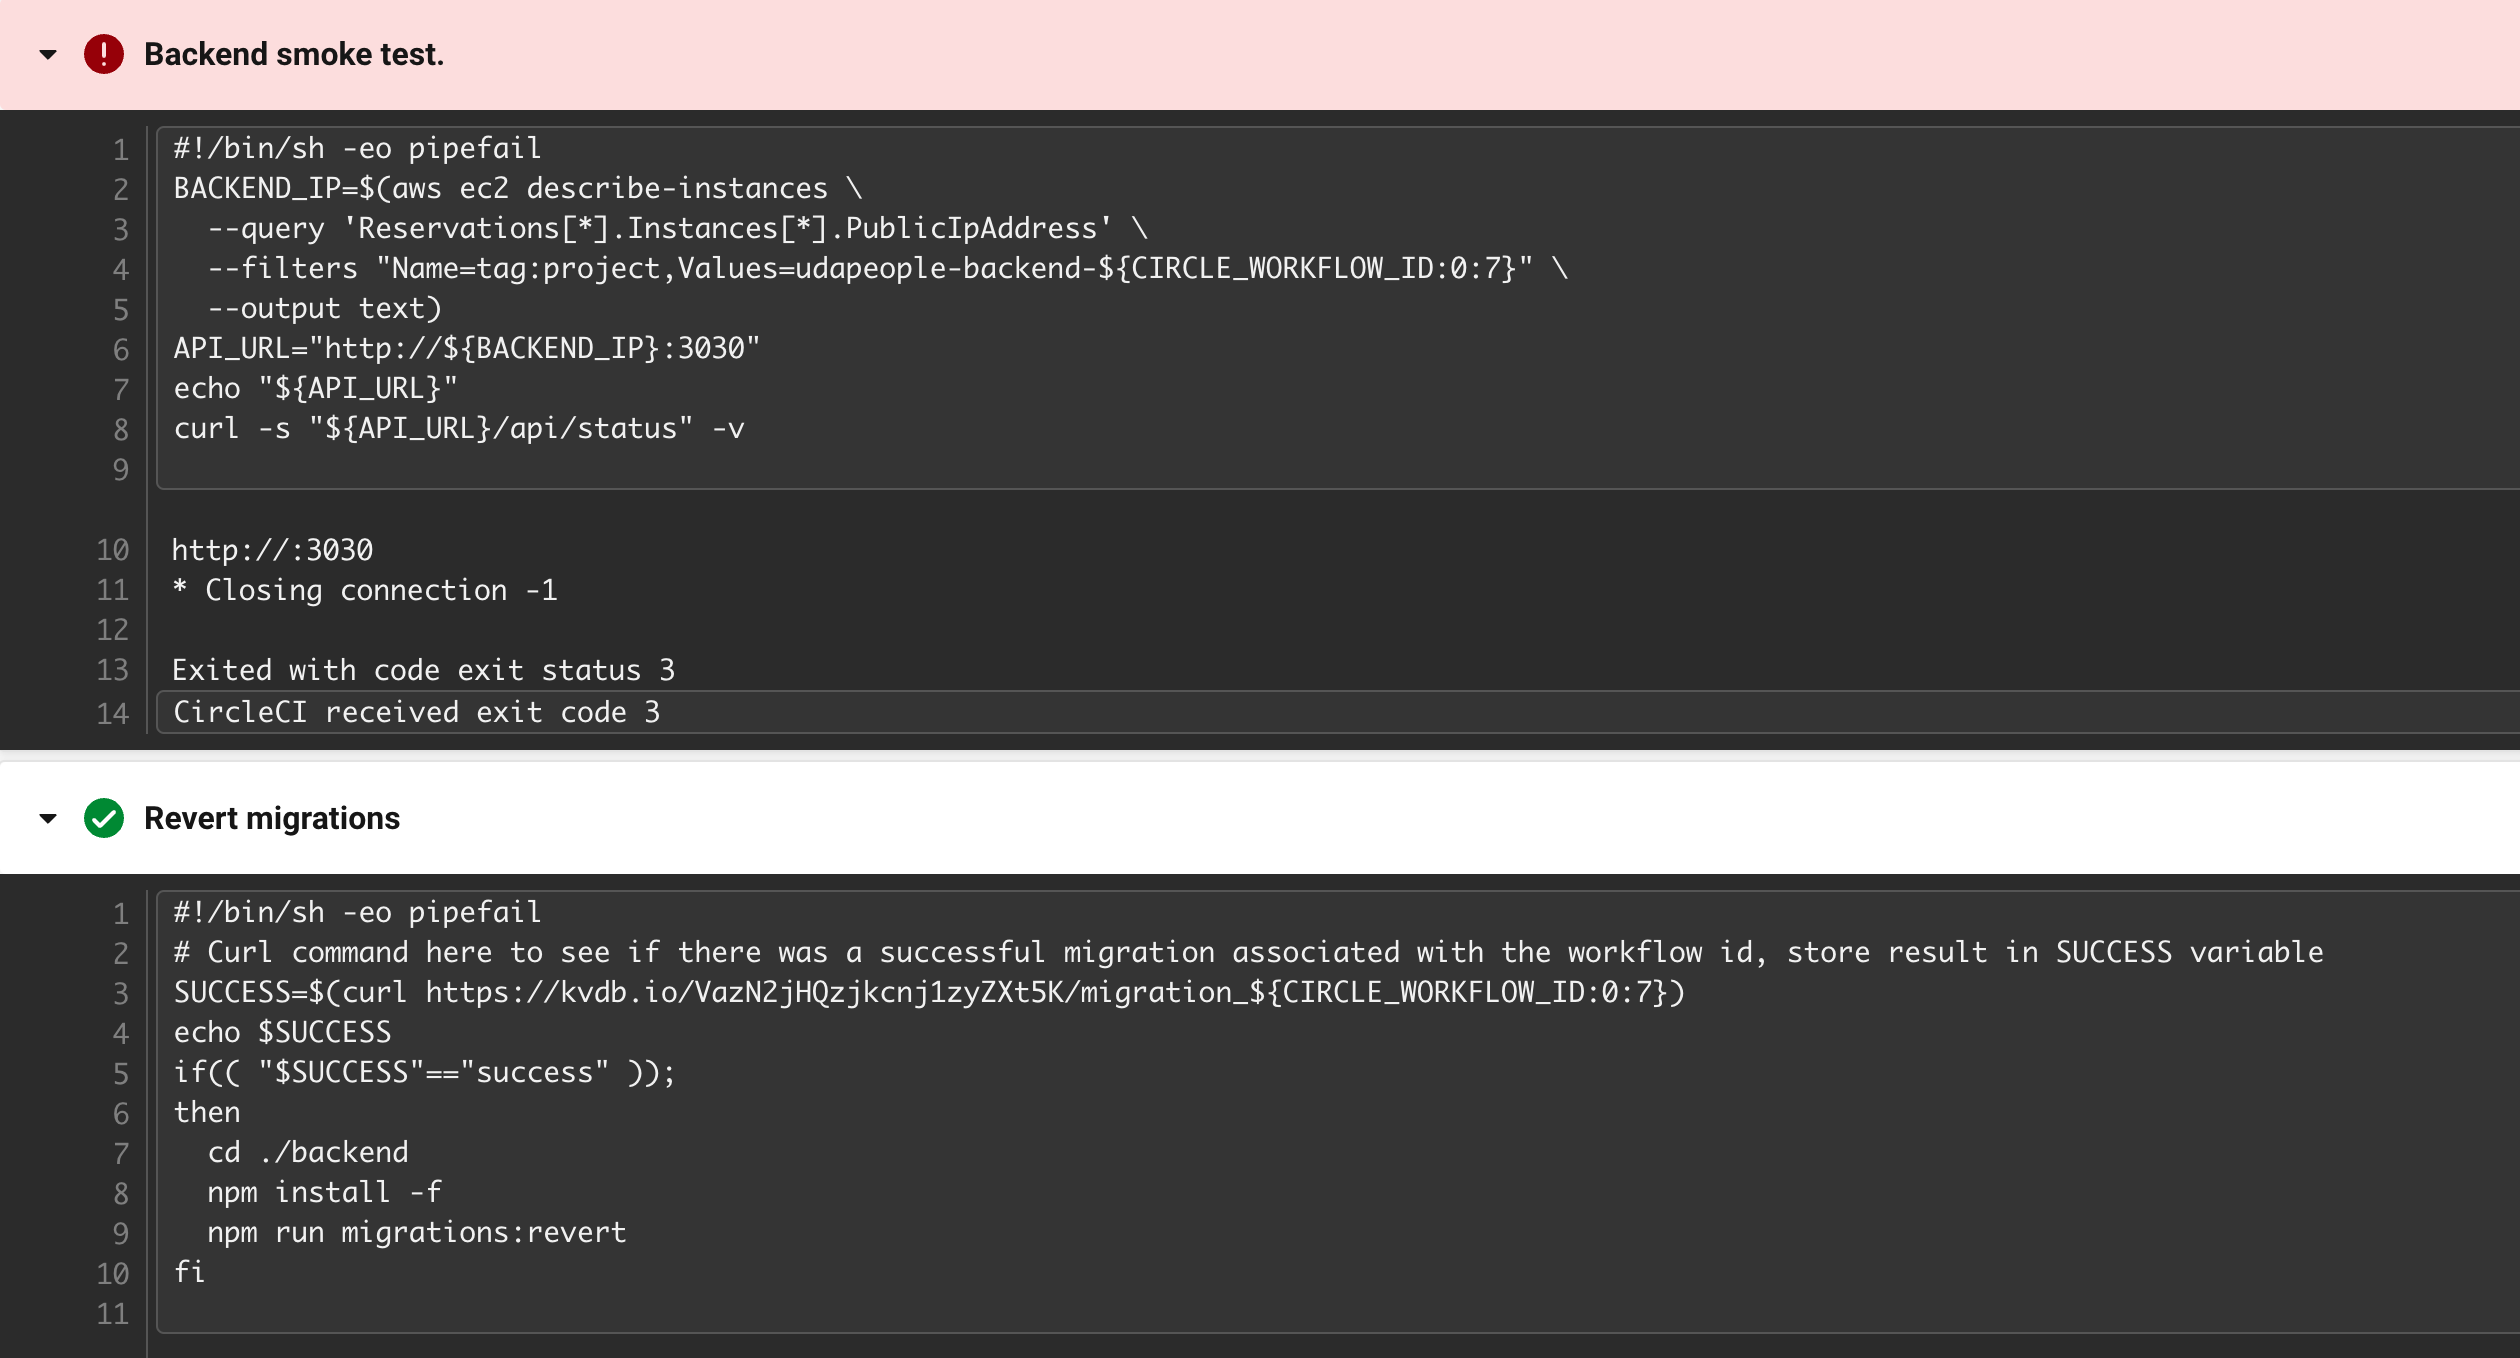 Backend smoke test.
1 #!/bin/sh -eo pipefail
2 BACKEND_IP=$(aws ec2 describe-instances \
3   --query 'Reservations[*].Instances[*].PublicIpAddress' \
4   --filters "Name=tag:project,Values=udapeople-backend-${CIRCLE_WORKFLOW_ID:0:7}" \
5   --output text)
6 API_URL="http://${BACKEND_IP}:3030"
7 echo "${API_URL}"
8 curl -s "${API_URL}/api/status" -v
9
10 http://:3030
11 * Closing connection -1
12
13 Exited with code exit status 3
14 CircleCI received exit code 3
Revert migrations
1 #!/bin/sh -eo pipefail
2 # Curl command here to see if there was a successful migration associated with the workflow id, store result in SUCCESS variable
3 SUCCESS=$(curl https://kvdb.io/VazN2jHQzjkcnj1zyZXt5K/migration_${CIRCLE_WORKFLOW_ID:0:7})
4 echo $SUCCESS
5 if(( "$SUCCESS"=="success" ));
6 then
7   cd ./backend
8   npm install -f
9   npm run migrations:revert
10 fi
11